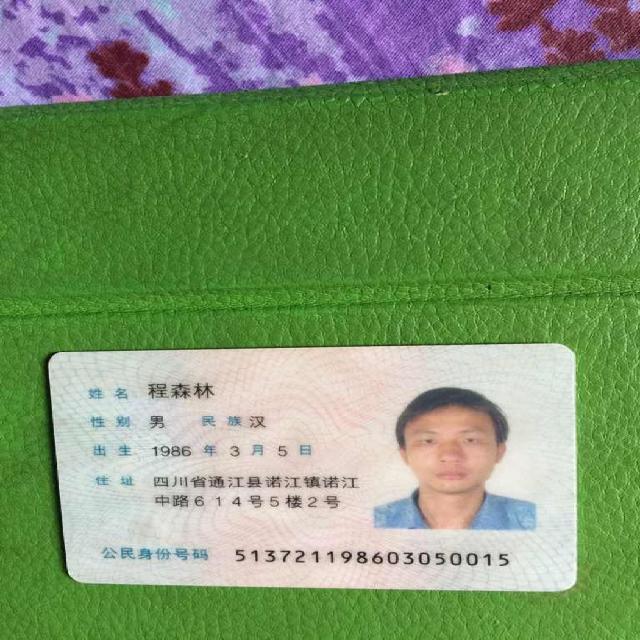 姓名 程森林
性别 男 民族 汉
出生 1986 年 3 月 5 日
住址 四川省通江县诺江镇诺江
中路614号5楼2号
公民身份号码 513721198603050015